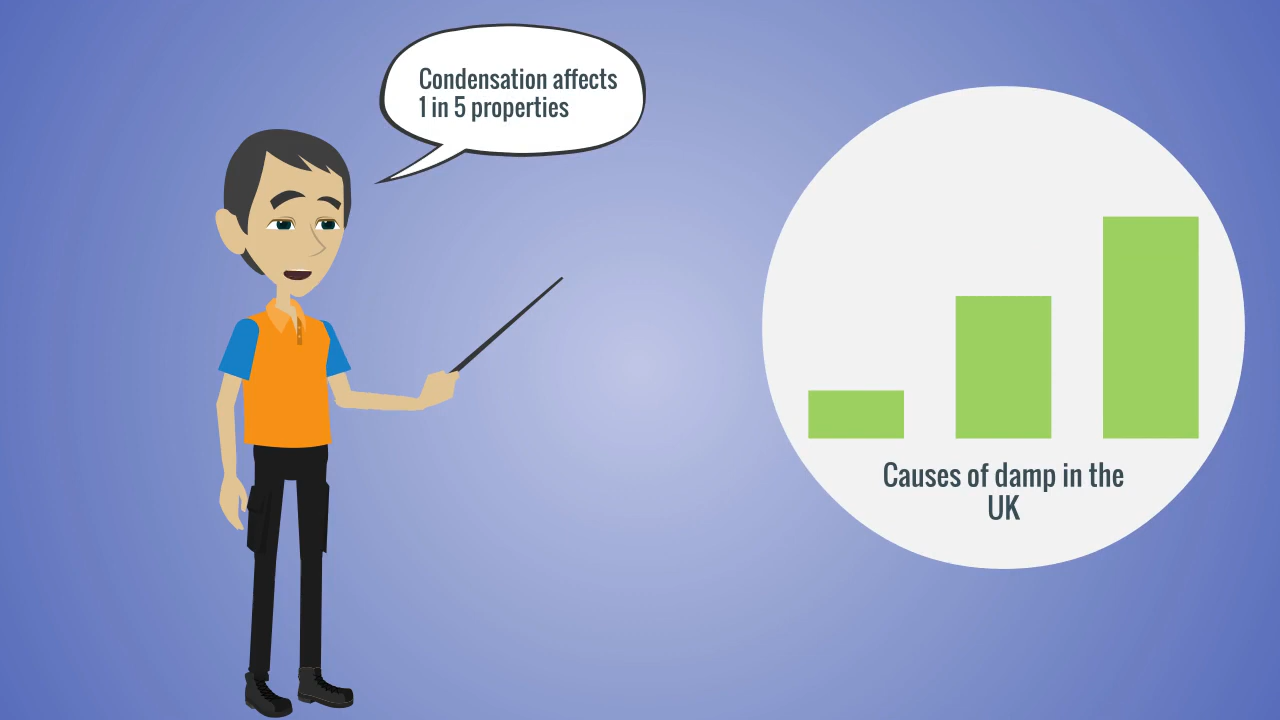 Condensation affects
1 in 5 properties
Causes of damp in the
UK